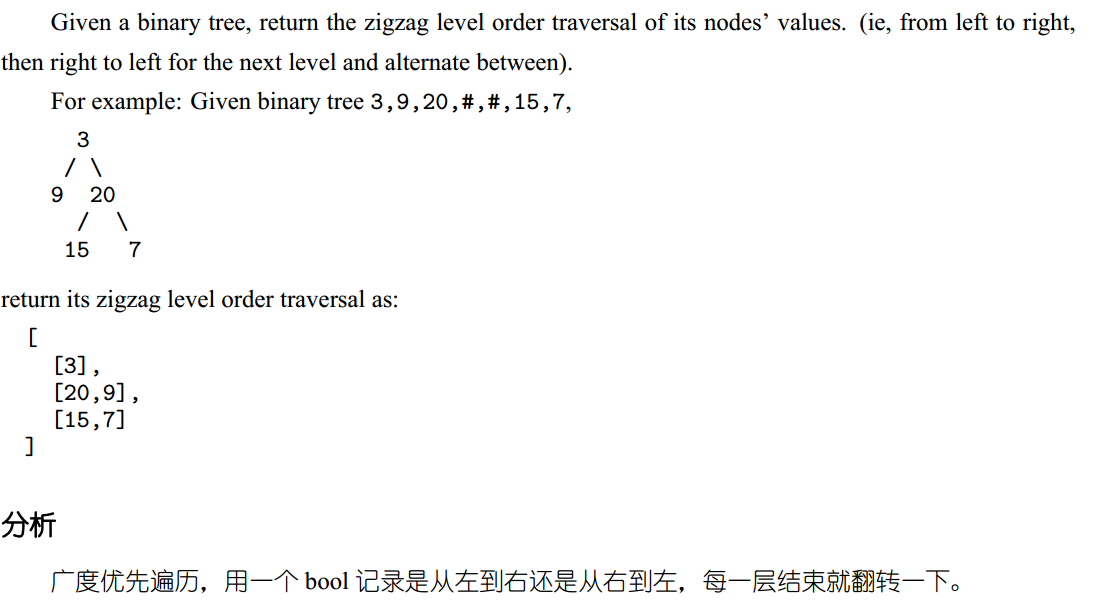 Given a binary tree, return the zigzag level order traversal of its nodes’ values. (ie, from left to right,
then right to left for the next level and alternate between).
For example: Given binary tree 3,9,20,#,#,15,7,
3
/ \
9 20
/ \
15 7
return its zigzag level order traversal as:
[
[3],
[20,9],
[15,7]
]
分析
广度优先遍历，用一个 bool 记录是从左到右还是从右到左，每一层结束就翻转一下。